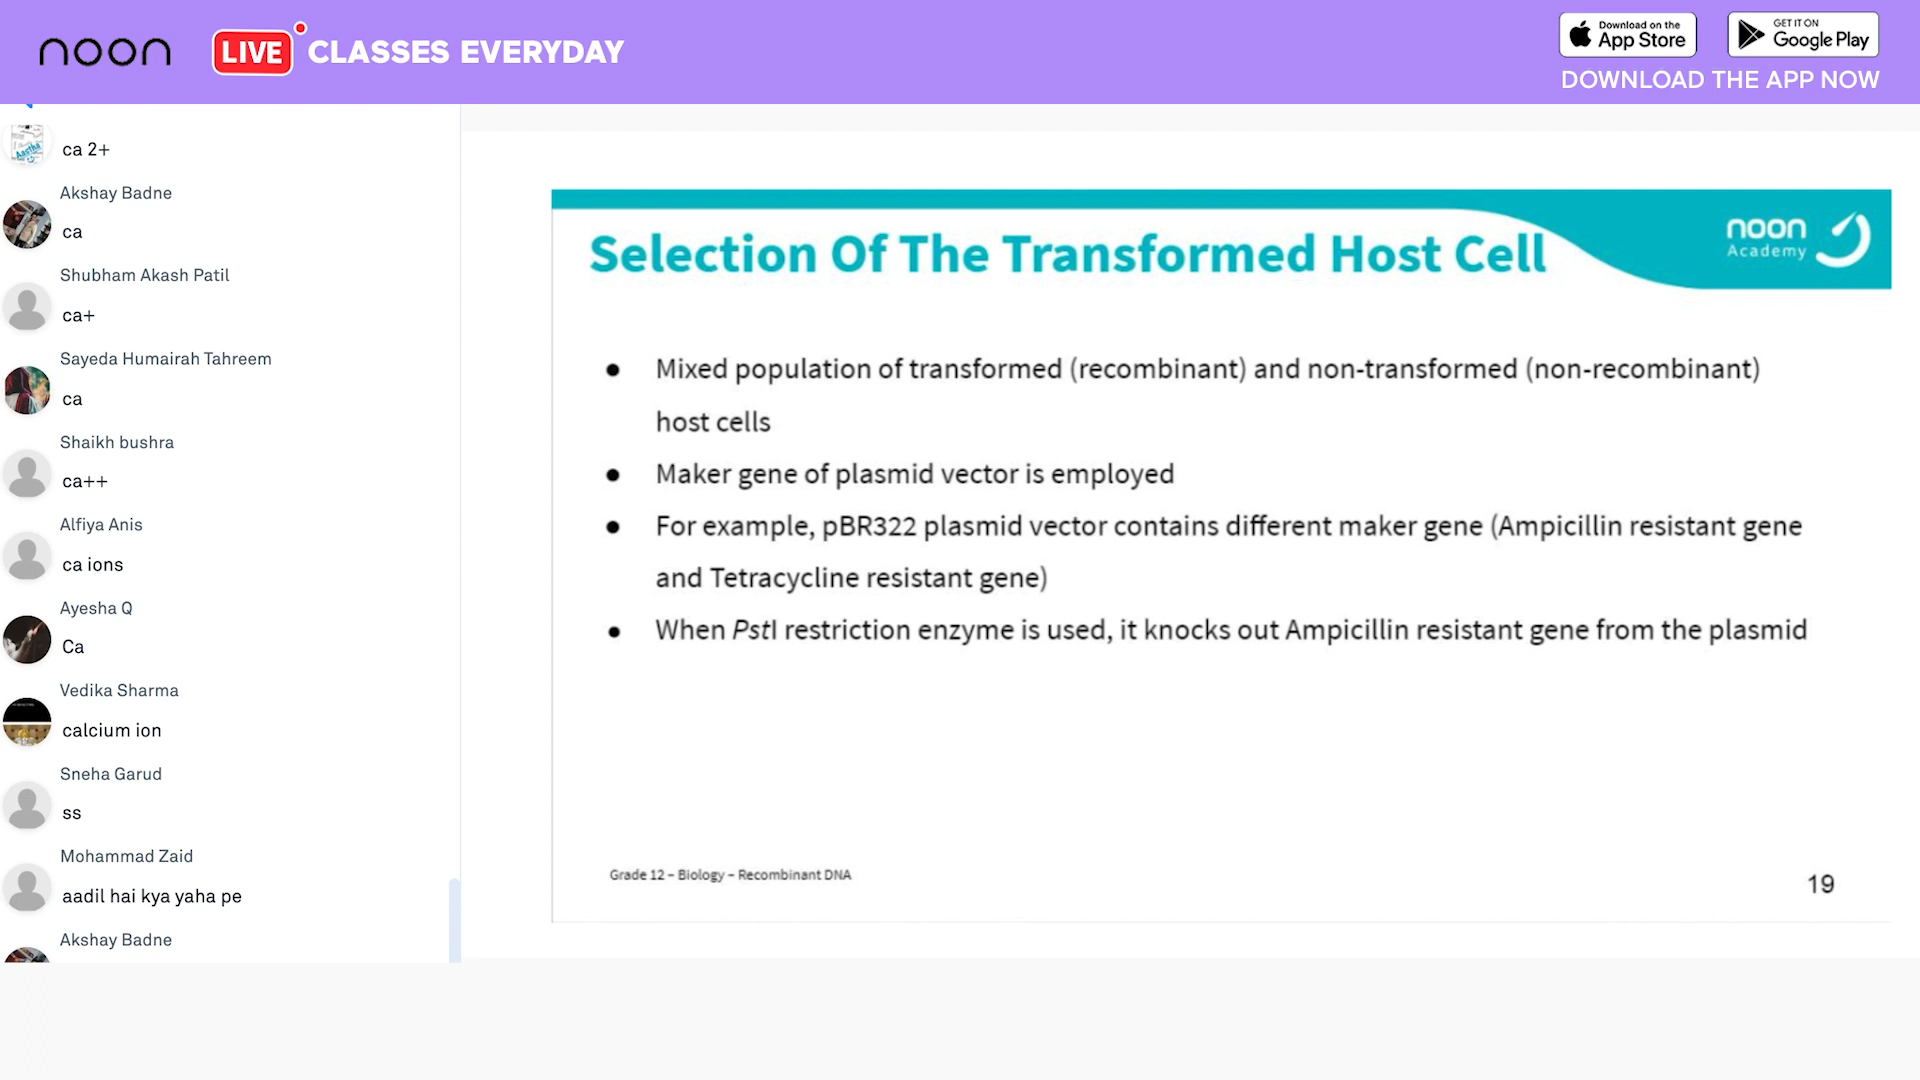 noon LIVE CLASSES EVERYDAY
Download on the
App Store
GET IT ON
Google Play
DOWNLOAD THE APP NOW
Aastha
ca 2+
Akshay Badne
ca
Shubham Akash Patil
ca+
Sayeda Humairah Tahreem
ca
Shaikh bushra
ca++
Alfiya Anis
ca ions
Ayesha Q
Ca
Vedika Sharma
calcium ion
Sneha Garud
ss
Mohammad Zaid
aadil hai kya yaha pe
Akshay Badne
Selection Of The Transformed Host Cell
noon
Academy
● Mixed population of transformed (recombinant) and non-transformed (non-recombinant)
host cells
● Maker gene of plasmid vector is employed
● For example, pBR322 plasmid vector contains different maker gene (Ampicillin resistant gene
and Tetracycline resistant gene)
● When PstI restriction enzyme is used, it knocks out Ampicillin resistant gene from the plasmid
Grade 12 – Biology – Recombinant DNA
19